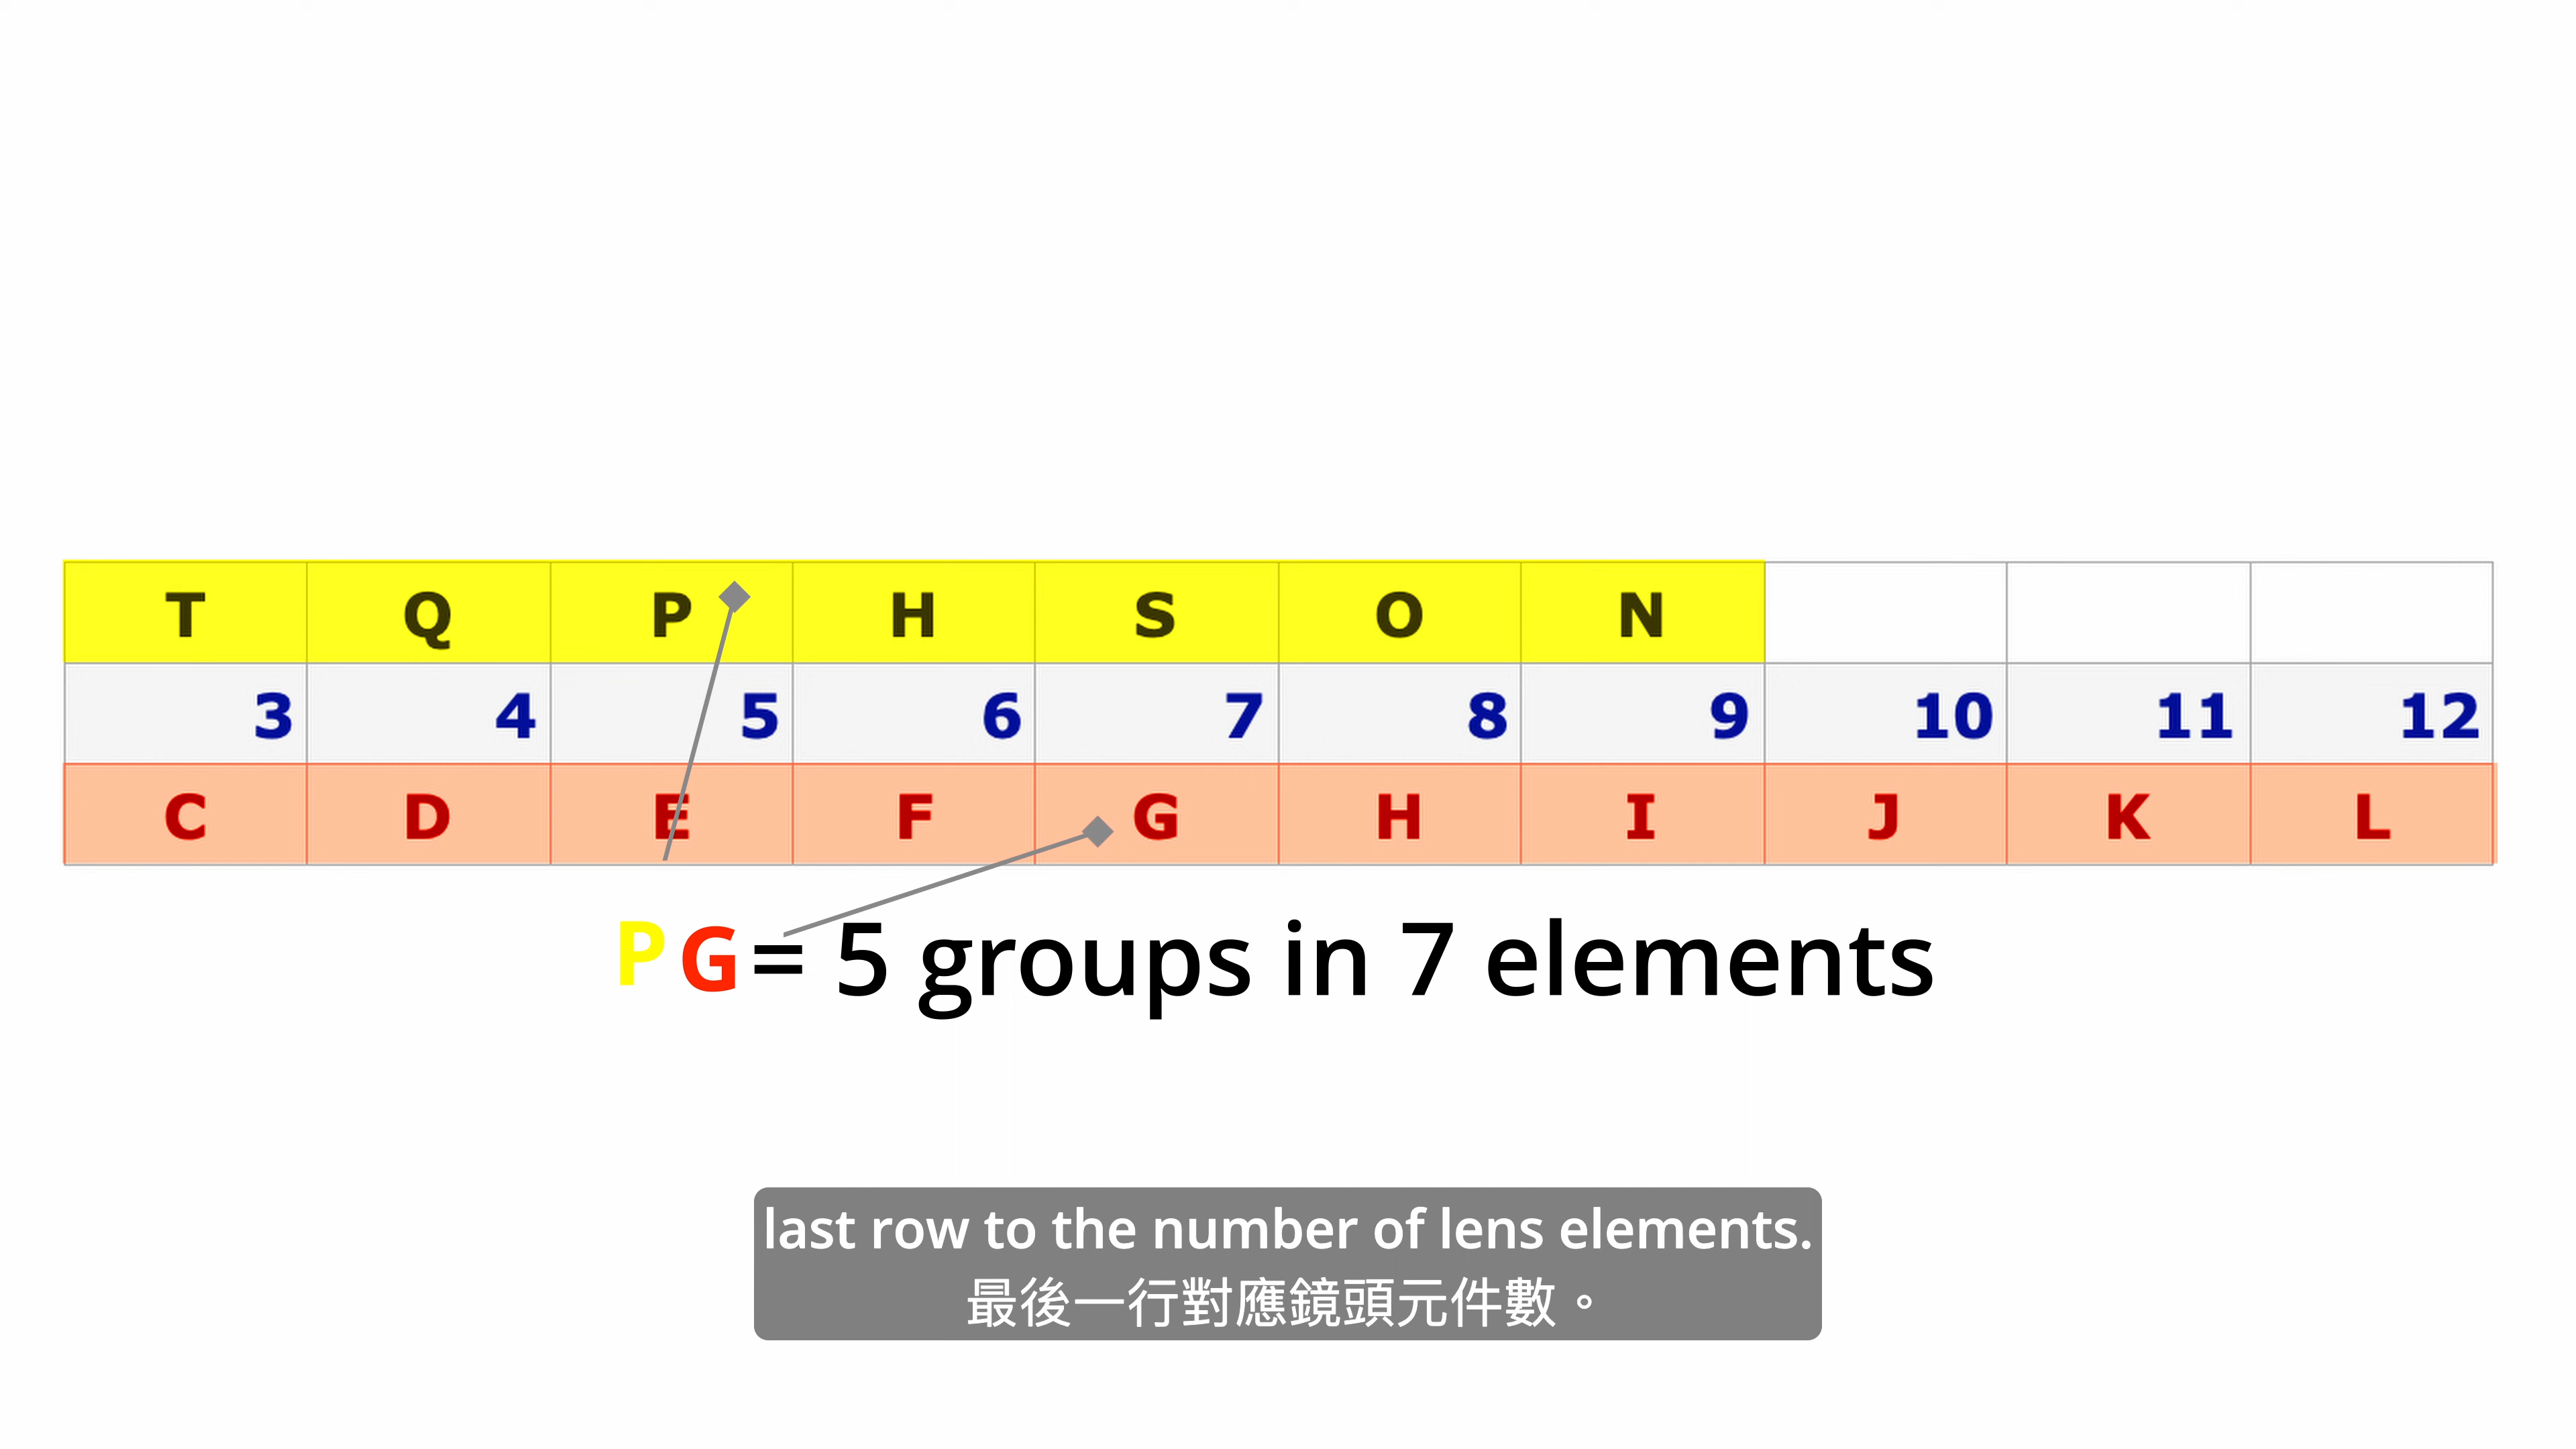 T Q P H S O N
3 4 5 6 7 8 9 10 11 12
C D E F G H I J K L
P G = 5 groups in 7 elements
last row to the number of lens elements.
最後一行對應鏡頭元件數。